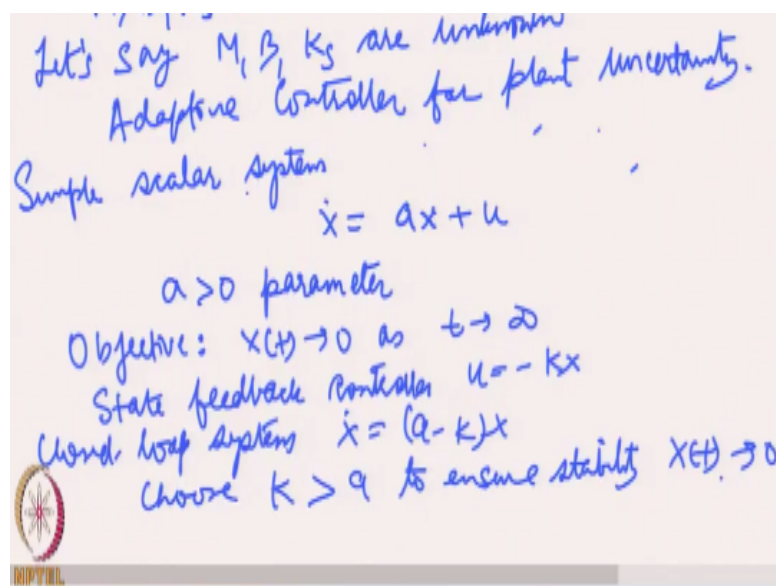 Let's say M, B, Ks are unknown
Adaptive Controller for plant uncertainty.
Simple scalar system
ẋ = ax + u
a > 0 parameter
Objective: x(t) → 0 as t → ∞
State feedback controller u = - kx
Closed-loop system ẋ = (a - k)x
Choose k > a to ensure stability x(t) → 0
NPTEL